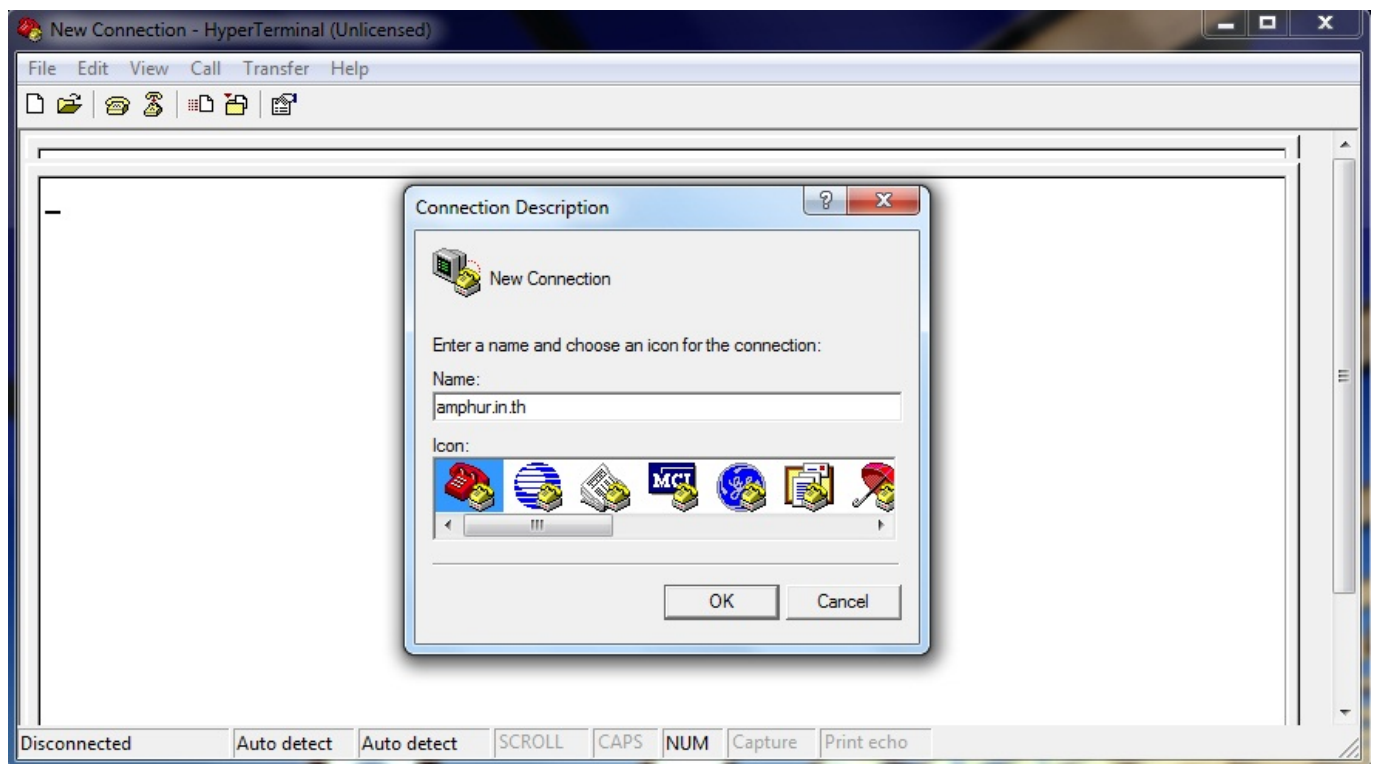 New Connection - HyperTerminal (Unlicensed)
File Edit View Call Transfer Help
Connection Description
New Connection
Enter a name and choose an icon for the connection:
Name:
amphur.in.th
Icon:
MCI
OK Cancel
Disconnected Auto detect Auto detect SCROLL CAPS NUM Capture Print echo